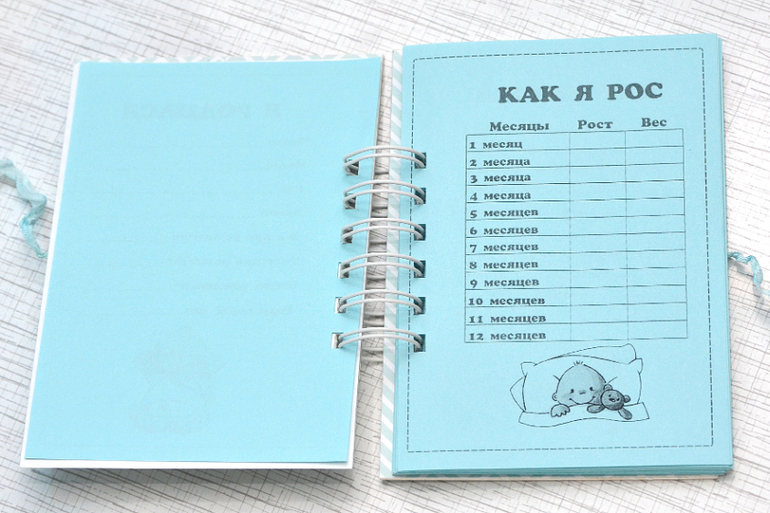 КАК Я РОС
Месяцы Рост Вес
1 месяц
2 месяца
3 месяца
4 месяца
5 месяцев
6 месяцев
7 месяцев
8 месяцев
9 месяцев
10 месяцев
11 месяцев
12 месяцев